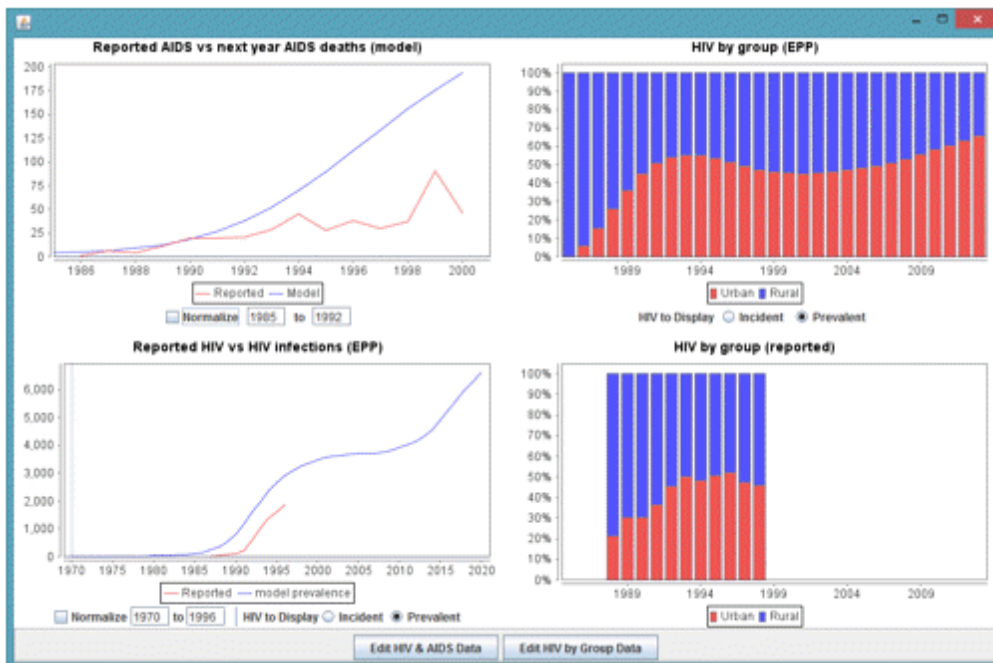 Reported AIDS vs next year AIDS deaths (model)
200
175
150
125
100
75
50
25
0
1986 1988 1990 1992 1994 1996 1998 2000
Reported Model
Normalize 1985 to 1992
HIV by group (EPP)
100%
90%
80%
70%
60%
50%
40%
30%
20%
10%
0%
1989 1994 1999 2004 2009
Urban Rural
HIV to Display Incident Prevalent
Reported HIV vs HIV infections (EPP)
6,000
5,000
4,000
3,000
2,000
1,000
0
1970 1975 1980 1985 1990 1995 2000 2005 2010 2015 2020
Reported model prevalence
Normalize 1970 to 1996 HIV to Display Incident Prevalent
HIV by group (reported)
100%
90%
80%
70%
60%
50%
40%
30%
20%
10%
0%
1989 1994 1999 2004 2009
Urban Rural
Edit HIV & AIDS Data Edit HIV by Group Data